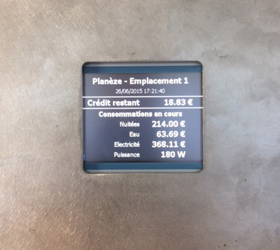 Planèze - Emplacement 1
26/06/2015 17:21:40
Crédit restant 18.83 €
Consommations en cours
Nuitées 214.00 €
Eau 63.69 €
Electricité 368.11 €
Puissance 180 W